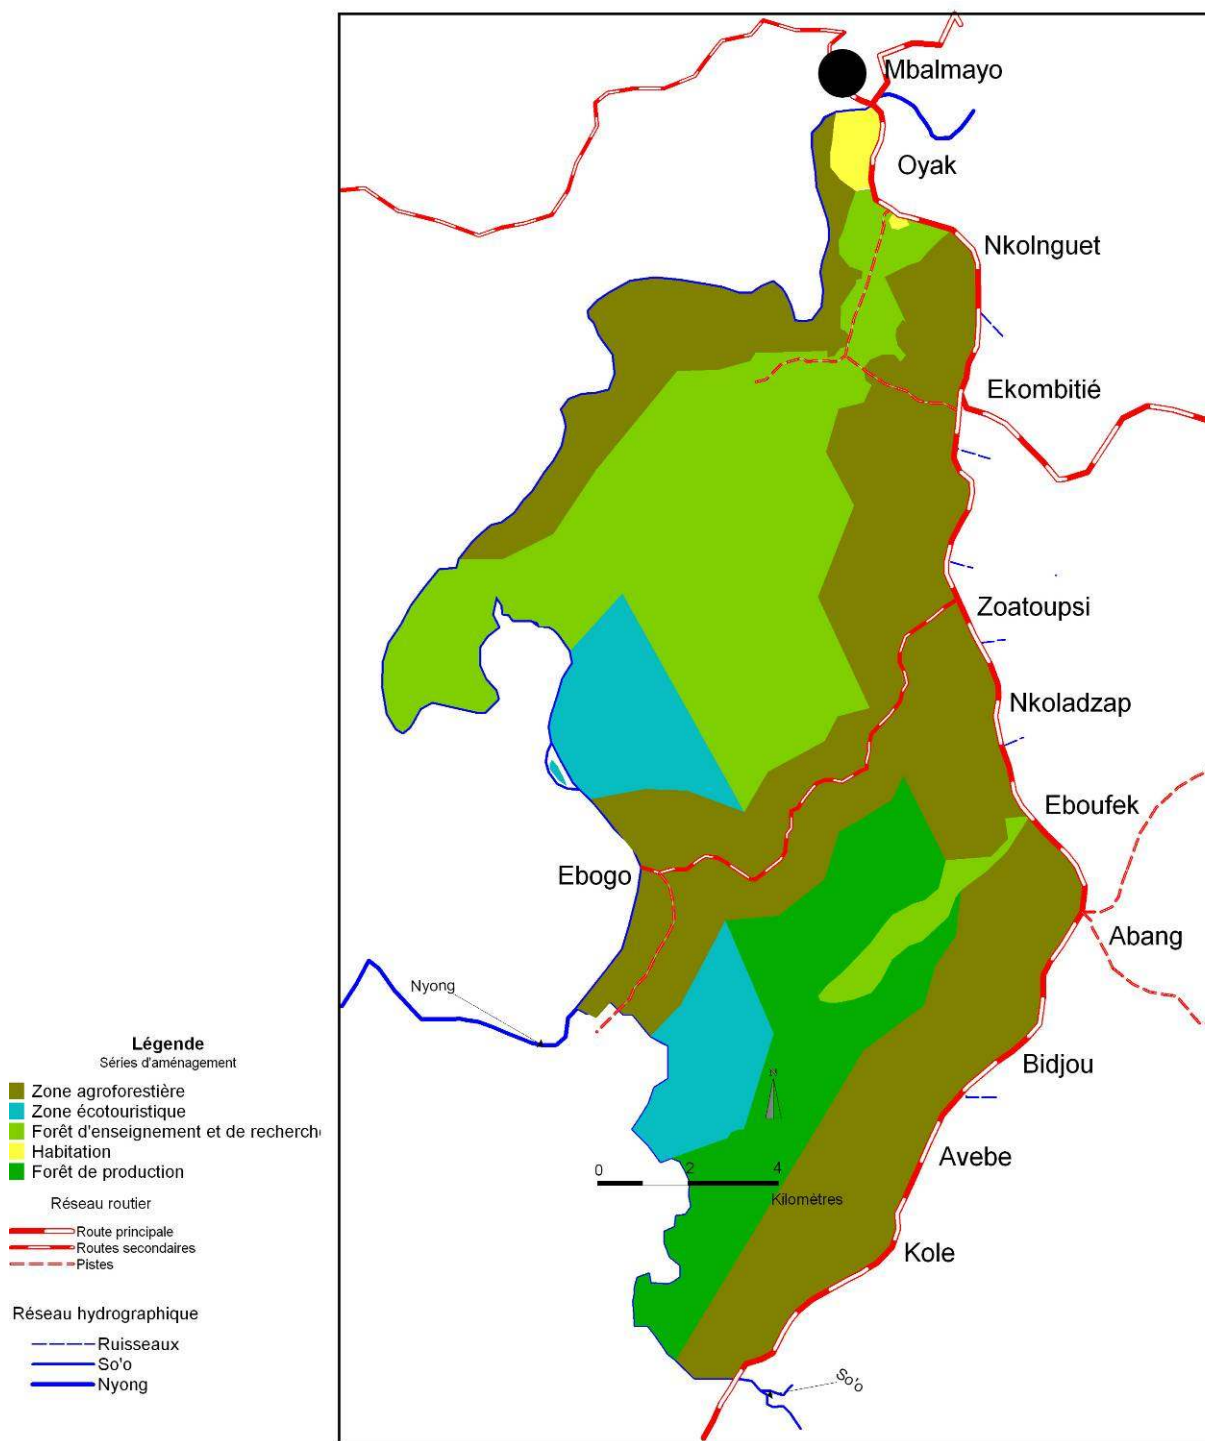 Mbalmayo
Oyak
Nkolnguet
Ekombitié
Zoatoupsi
Nkoladzap
Eboufek
Ebogo
Abang
Nyong
Bidjou
N
Avebe
0 2 4
Kilomètres
Kole
So'o
Légende
Séries d'aménagement
Zone agroforestière
Zone écotouristique
Forêt d'enseignement et de recherch
Habitation
Forêt de production
Réseau routier
Route principale
Routes secondaires
Pistes
Réseau hydrographique
Ruisseaux
So'o
Nyong